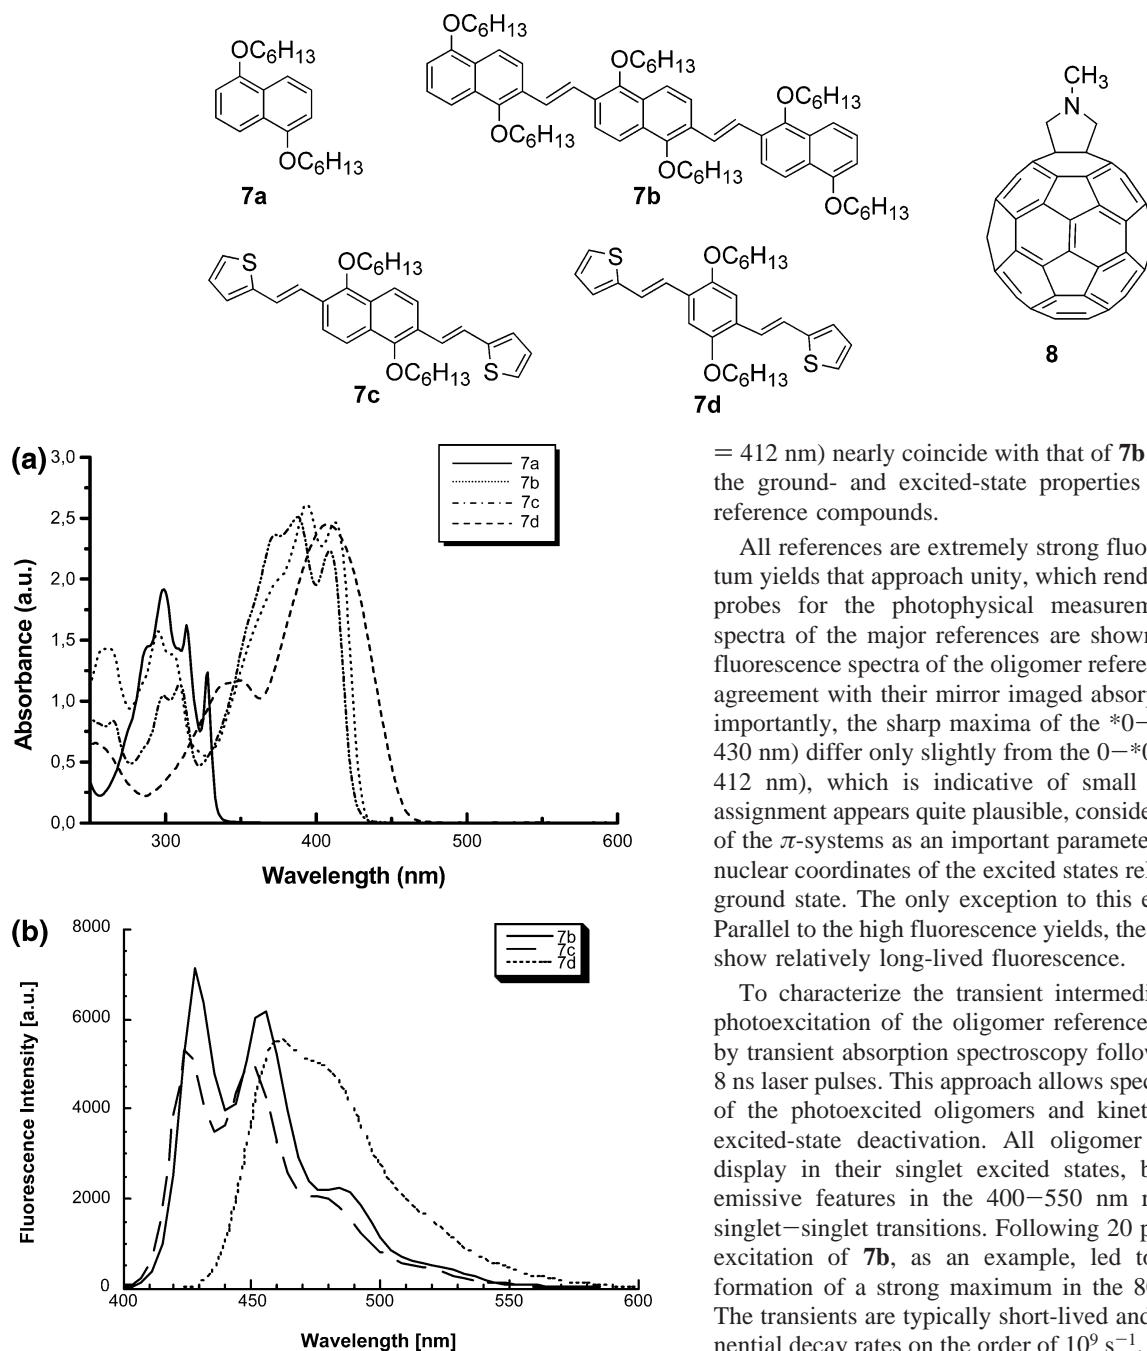 OC6H13
OC6H13
7a
OC6H13
OC6H13
OC6H13
OC6H13
OC6H13
OC6H13
7b
CH3
N
8
S
OC6H13
OC6H13
S
7c
S
OC6H13
OC6H13
S
7d
(a)
3,0
2,5
2,0
1,5
1,0
0,5
0,0
Absorbance (a.u.)
7a
7b
7c
7d
300
400
500
600
Wavelength (nm)
(b)
8000
6000
4000
2000
0
Fluorescence Intensity [a.u.]
7b
7c
7d
400
450
500
550
600
Wavelength [nm]
= 412 nm) nearly coincide with that of 7b
the ground- and excited-state properties
reference compounds.
All references are extremely strong fluo
tum yields that approach unity, which rend
probes for the photophysical measurem
spectra of the major references are shown
fluorescence spectra of the oligomer refere
agreement with their mirror imaged absor
importantly, the sharp maxima of the *0−
430 nm) differ only slightly from the 0−*0
412 nm), which is indicative of small
assignment appears quite plausible, conside
of the π-systems as an important paramete
nuclear coordinates of the excited states rel
ground state. The only exception to this e
Parallel to the high fluorescence yields, the
show relatively long-lived fluorescence.
To characterize the transient intermedi
photoexcitation of the oligomer reference
by transient absorption spectroscopy follow
8 ns laser pulses. This approach allows spec
of the photoexcited oligomers and kinet
excited-state deactivation. All oligomer
display in their singlet excited states, b
emissive features in the 400−550 nm r
singlet−singlet transitions. Following 20 p
excitation of 7b, as an example, led to
formation of a strong maximum in the 80
The transients are typically short-lived and
nential decay rates on the order of 10⁹ s⁻¹.